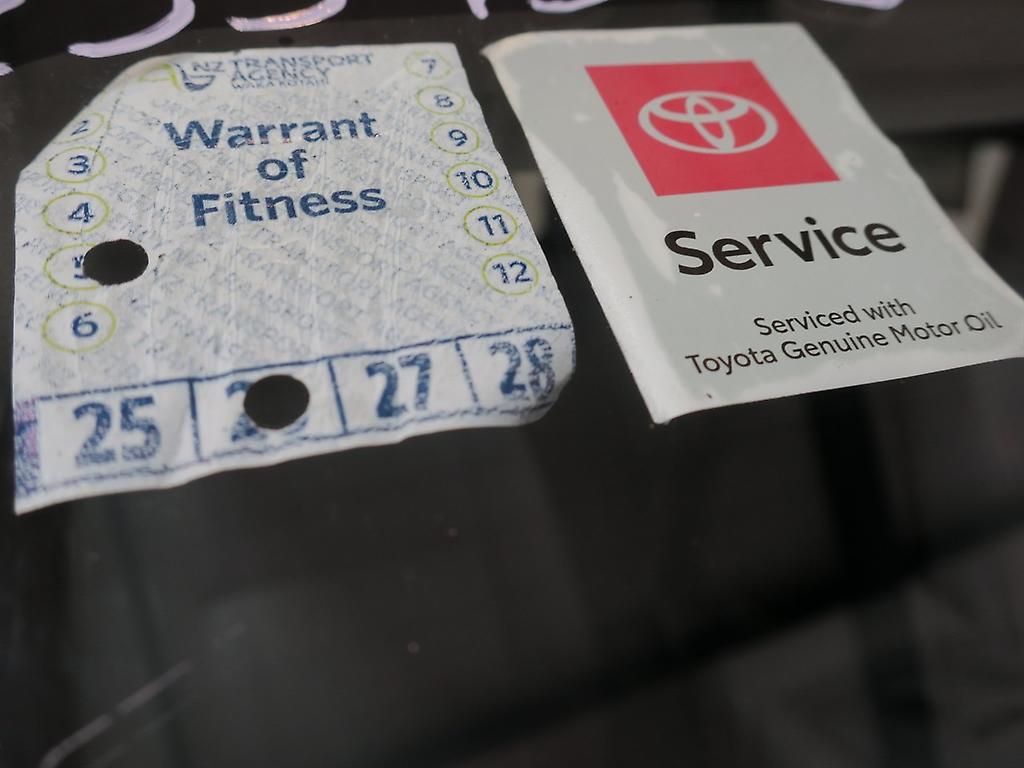 NZ TRANSPORT
AGENCY
WAKA KOTAHI
Warrant
of
Fitness
2
3
4
5
6
7
8
9
10
11
12
25
27
28
Service
Serviced with
Toyota Genuine Motor Oil